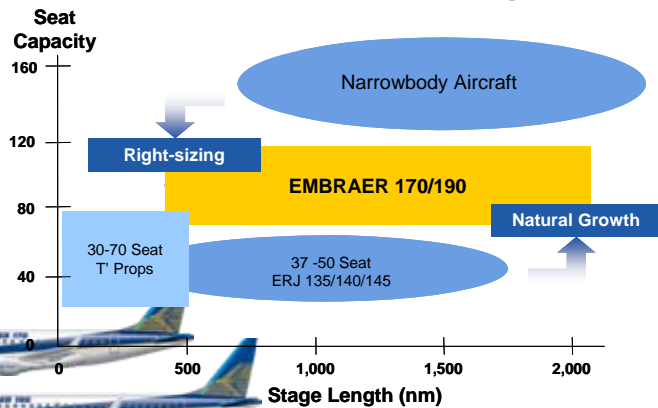 Seat
Capacity
160
120
80
40
0
Narrowbody Aircraft
Right-sizing
EMBRAER 170/190
Natural Growth
30-70 Seat
T' Props
37 -50 Seat
ERJ 135/140/145
0
500
1,000
1,500
2,000
Stage Length (nm)